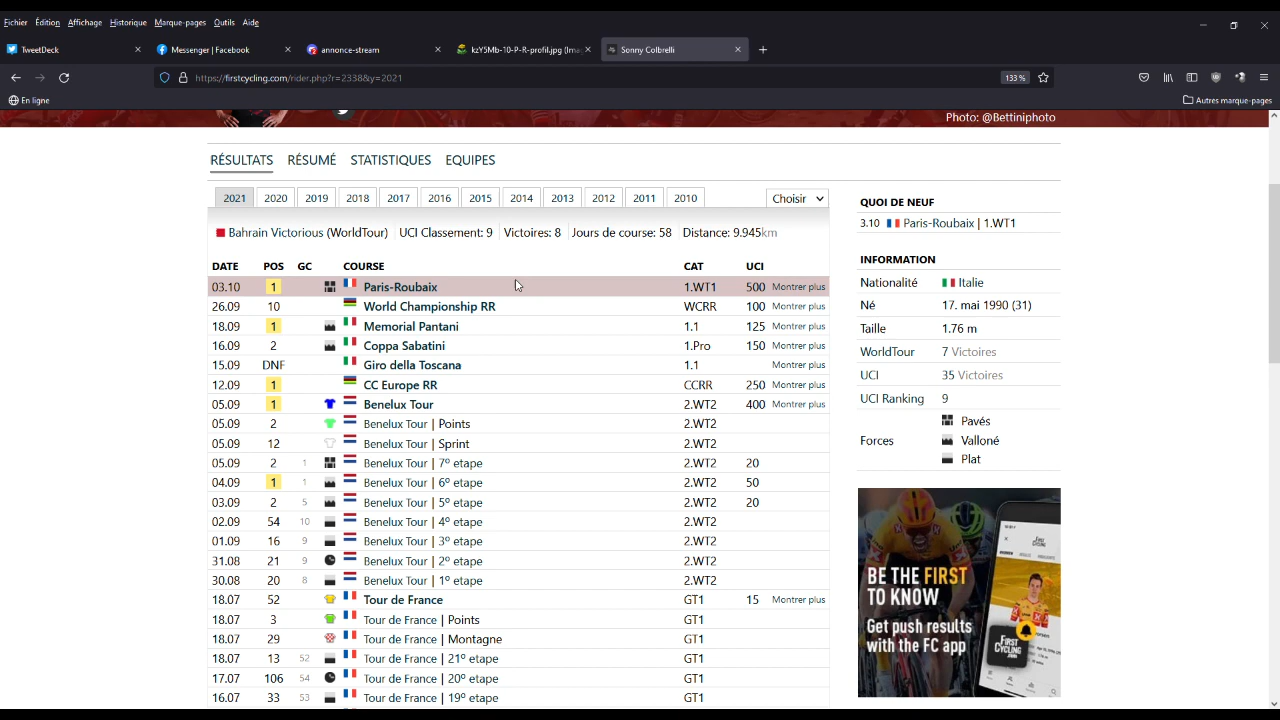 Fichier Édition Affichage Historique Marque-pages Outils Aide
TweetDeck Messenger | Facebook annonce-stream kzY5Mb-10-P-R-profil.jpg (Ima Sonny Colbrelli
https://firstcycling.com/rider.php?r=2338&y=2021 133 %
En ligne Autres marque-pages
Photo: @Bettiniphoto
RÉSULTATS RÉSUMÉ STATISTIQUES EQUIPES
2021 2020 2019 2018 2017 2016 2015 2014 2013 2012 2011 2010 Choisir
Bahrain Victorious (WorldTour) UCI Classement: 9 Victoires: 8 Jours de course: 58 Distance: 9.945km
DATE POS GC COURSE CAT UCI
03.10 1 Paris-Roubaix 1.WT1 500 Montrer plus
26.09 10 World Championship RR WCRR 100 Montrer plus
18.09 1 Memorial Pantani 1.1 125 Montrer plus
16.09 2 Coppa Sabatini 1.Pro 150 Montrer plus
15.09 DNF Giro della Toscana 1.1 Montrer plus
12.09 1 CC Europe RR CCRR 250 Montrer plus
05.09 1 Benelux Tour 2.WT2 400 Montrer plus
05.09 2 Benelux Tour | Points 2.WT2
05.09 12 Benelux Tour | Sprint 2.WT2
05.09 2 1 Benelux Tour | 7º etape 2.WT2 20
04.09 1 1 Benelux Tour | 6º etape 2.WT2 50
03.09 2 5 Benelux Tour | 5º etape 2.WT2 20
02.09 54 10 Benelux Tour | 4º etape 2.WT2
01.09 16 9 Benelux Tour | 3º etape 2.WT2
31.08 21 9 Benelux Tour | 2º etape 2.WT2
30.08 20 8 Benelux Tour | 1º etape 2.WT2
18.07 52 Tour de France GT1 15 Montrer plus
18.07 3 Tour de France | Points GT1
18.07 39 Tour de France | Montagne GT1
18.07 13 52 Tour de France | 21º etape GT1
17.07 106 54 Tour de France | 20º etape GT1
16.07 33 53 Tour de France | 19º etape GT1
QUOI DE NEUF
3.10 Paris-Roubaix | 1.WT1
INFORMATION
Nationalité Italie
Né 17. mai 1990 (31)
Taille 1.76 m
WorldTour 7 Victoires
UCI 35 Victoires
UCI Ranking 9
Forces Pavés
Valloné
Plat
BE THE FIRST
TO KNOW
Get push results
with the FC app
FIRST
CYCLING